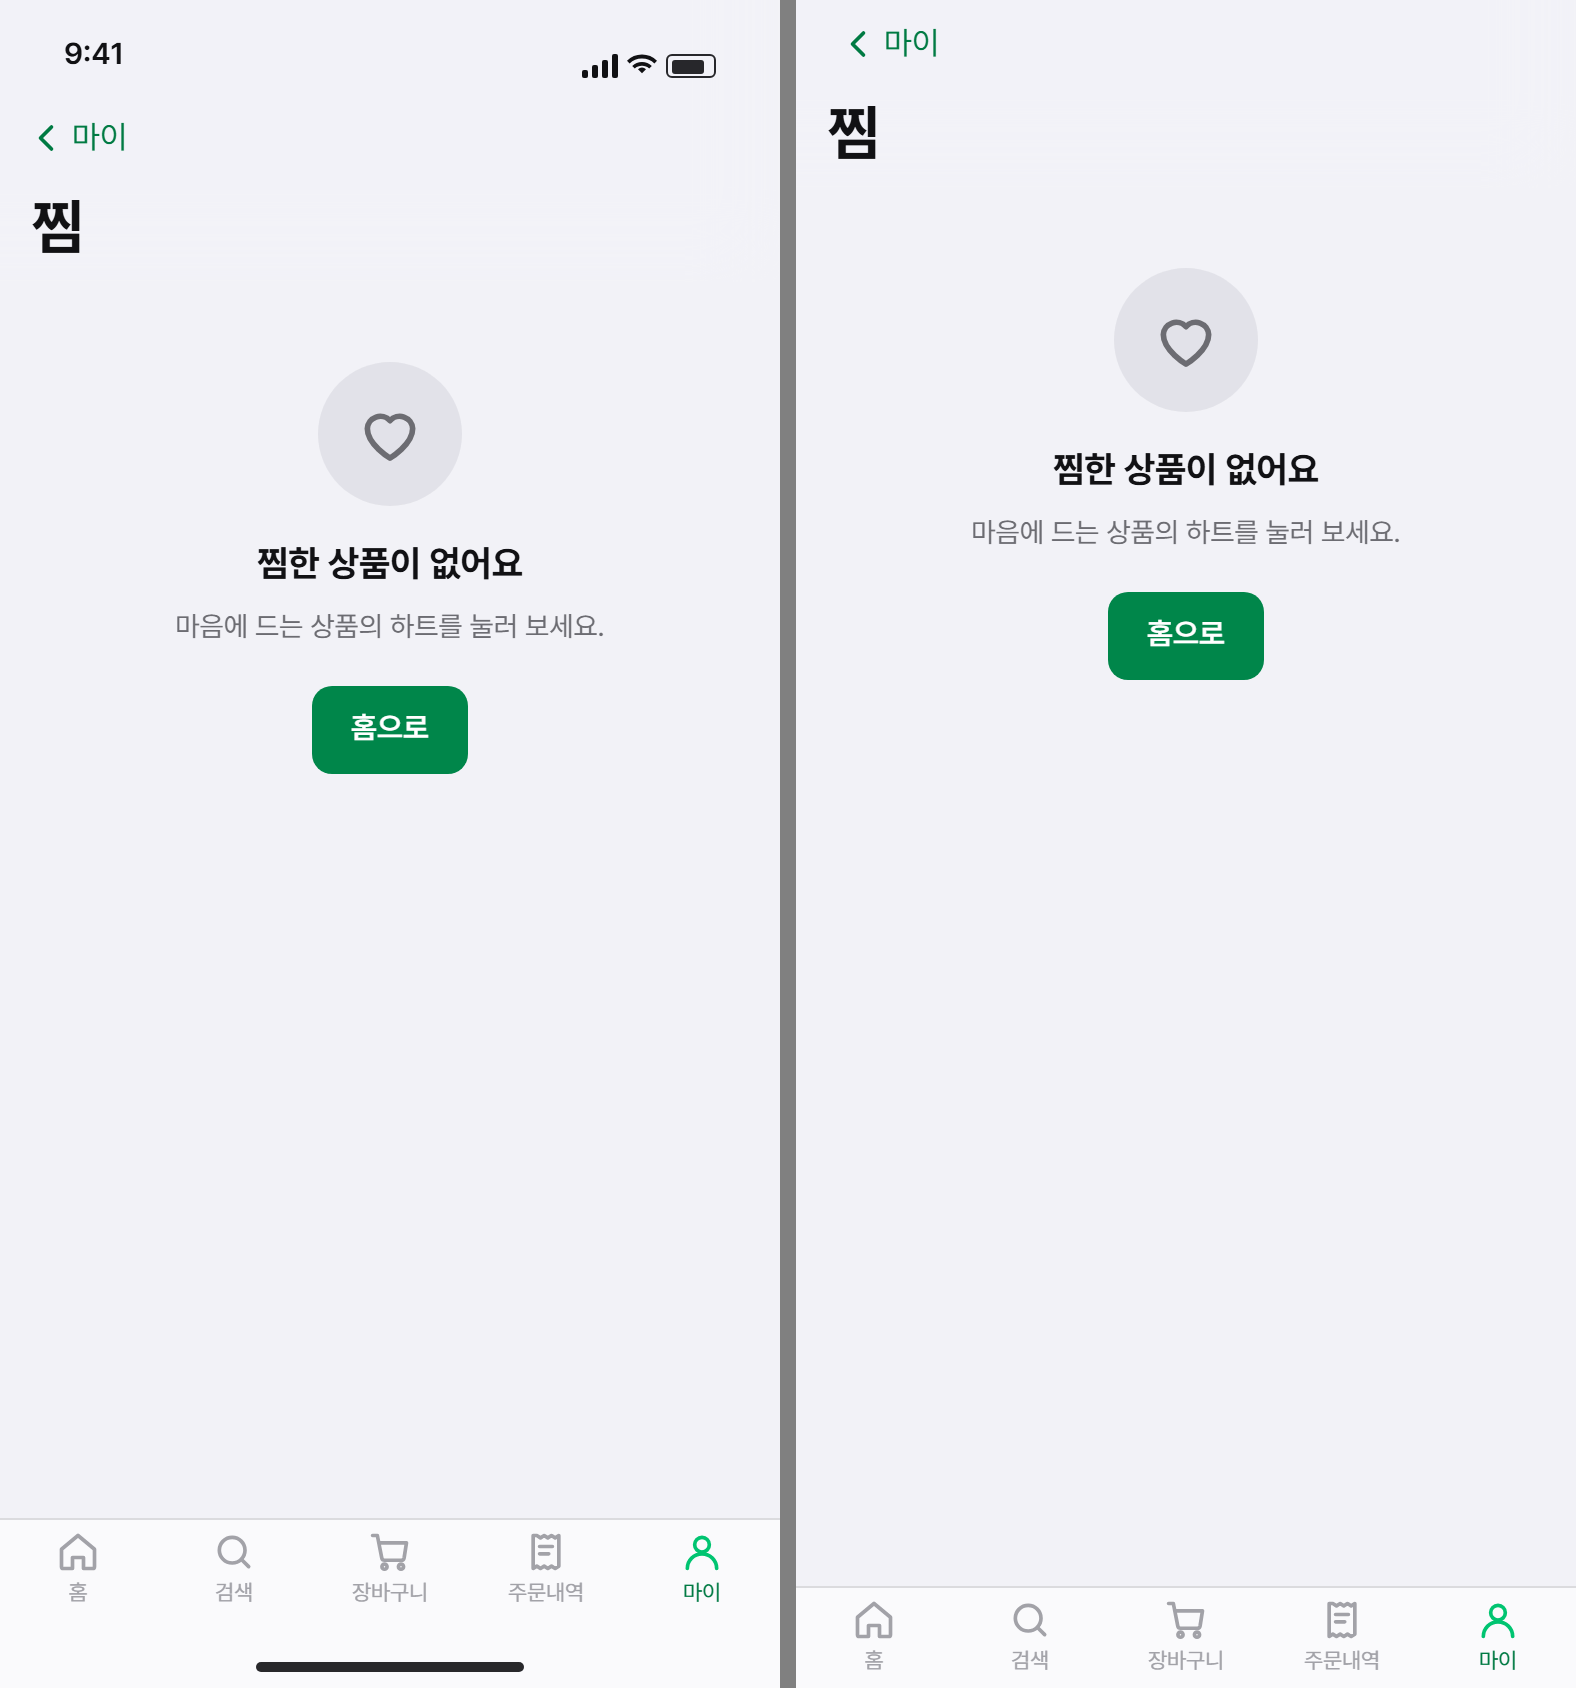 9:41
마이
찜
찜한 상품이 없어요
마음에 드는 상품의 하트를 눌러 보세요.
홈으로
홈 검색 장바구니 주문내역 마이
마이
찜
찜한 상품이 없어요
마음에 드는 상품의 하트를 눌러 보세요.
홈으로
홈 검색 장바구니 주문내역 마이